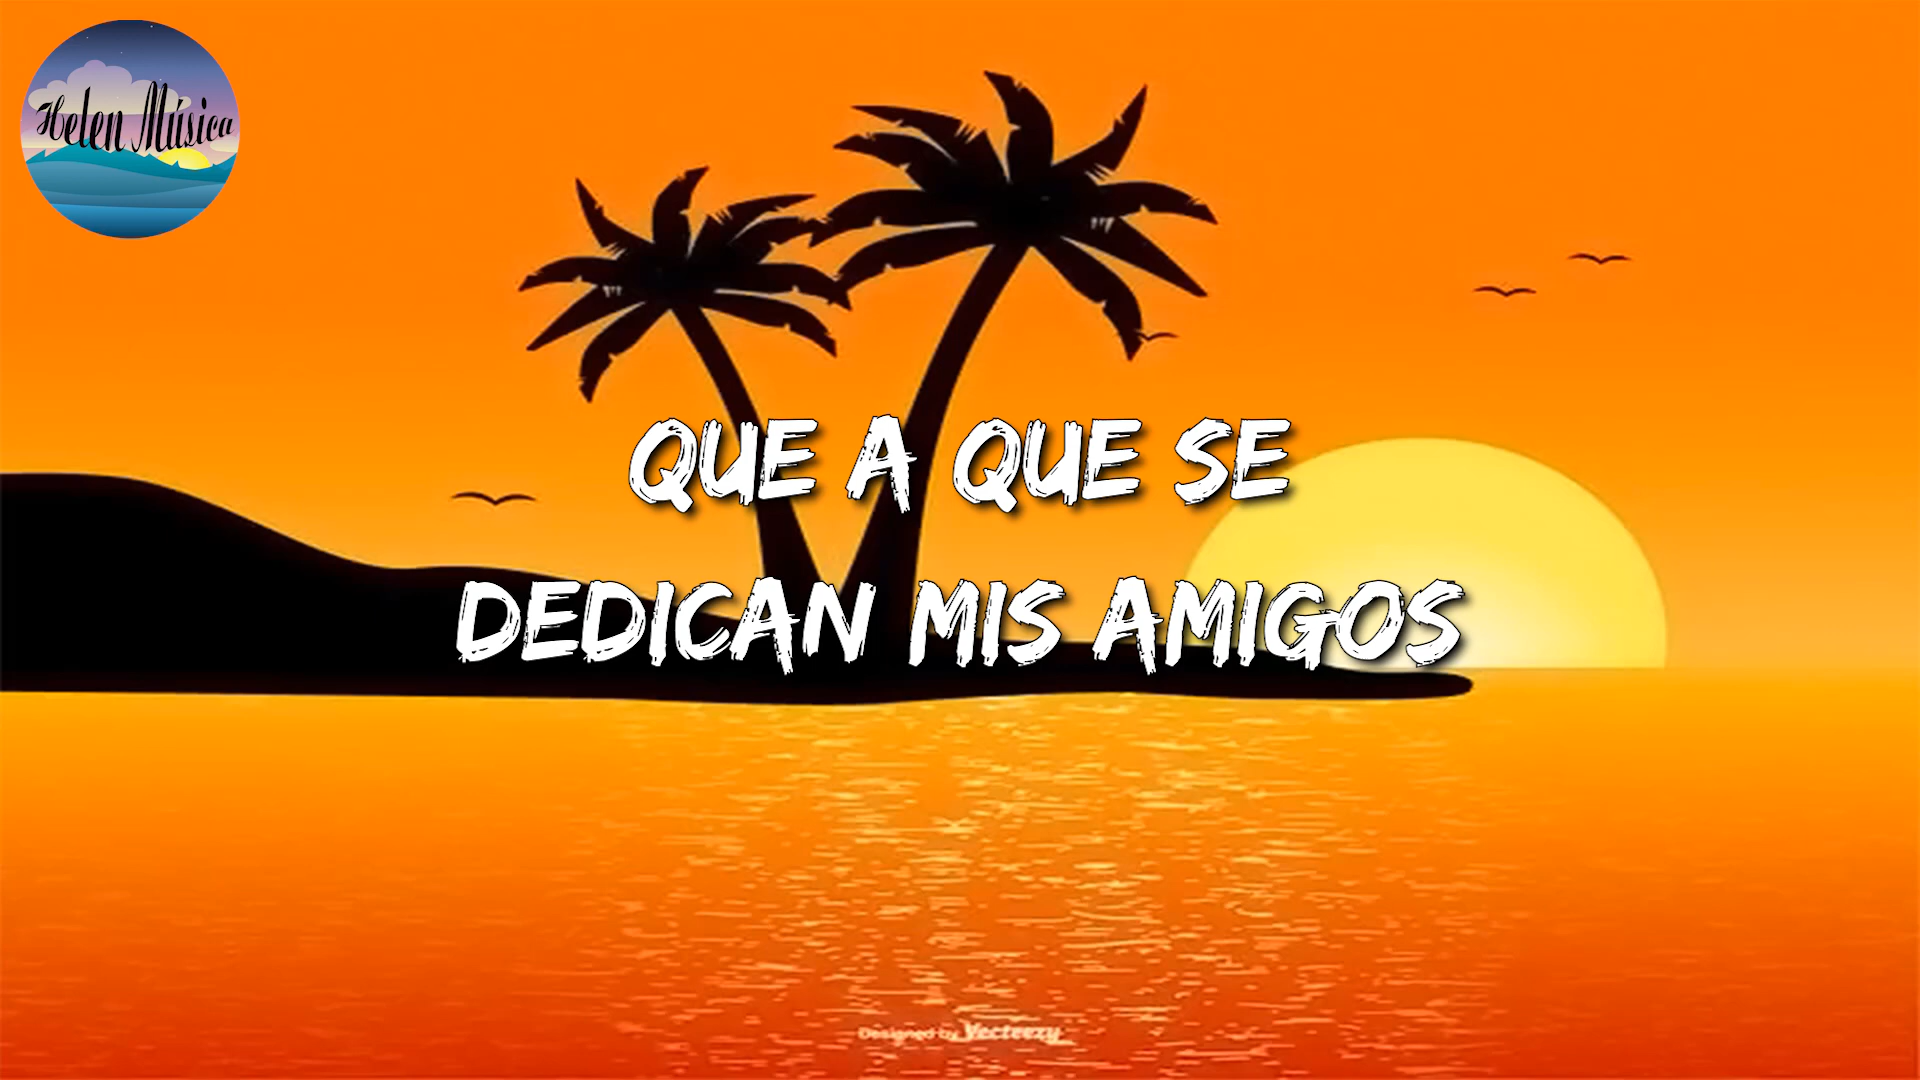 Helen Música
QUE A QUE SE
DEDICAN MIS AMIGOS
Designed by Vecteezy